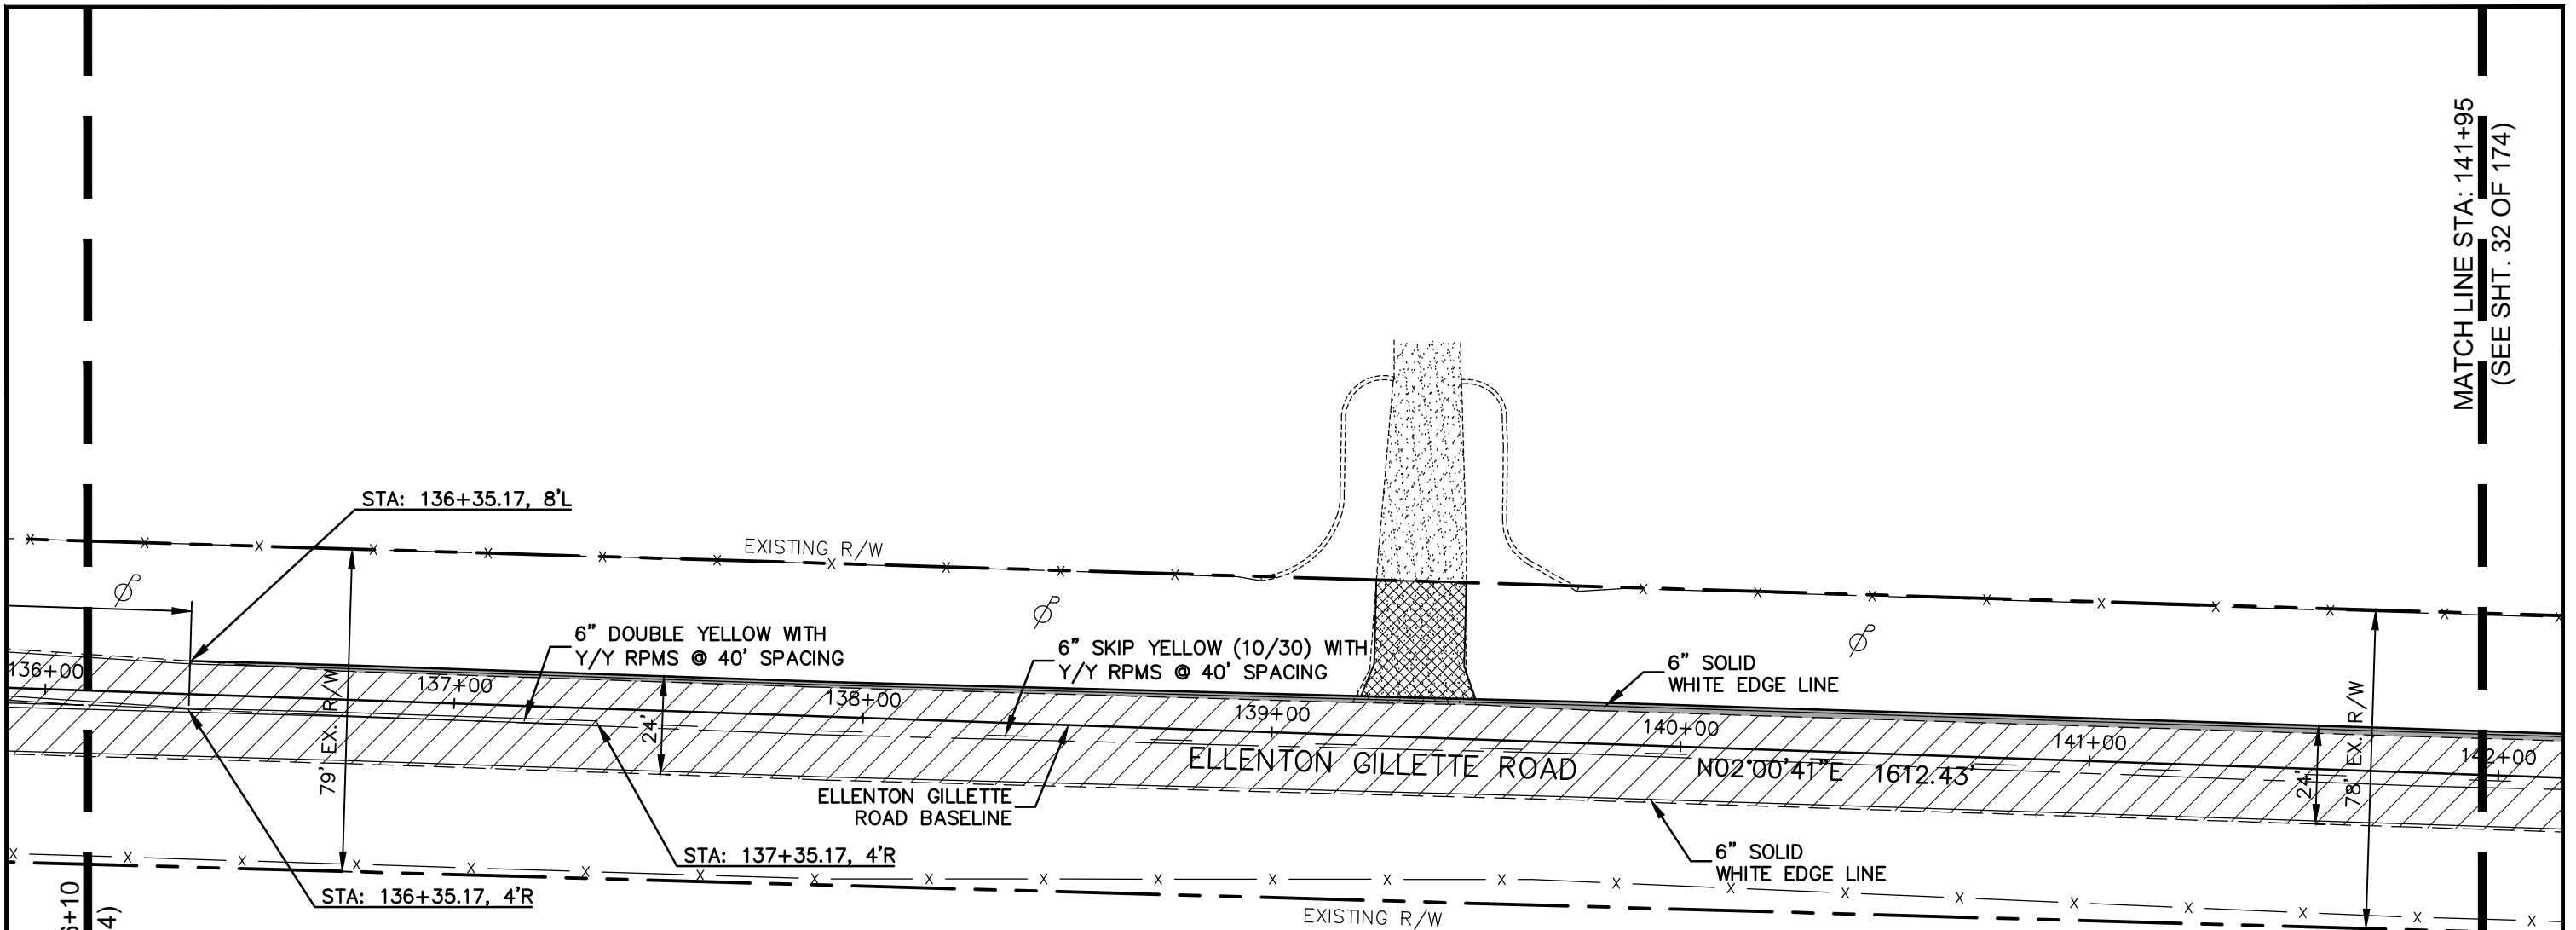 MATCH LINE STA: 141+95
(SEE SHT. 32 OF 174)
STA: 136+35.17, 8'L
EXISTING R/W
6" DOUBLE YELLOW WITH
Y/Y RPMS @ 40' SPACING
6" SKIP YELLOW (10/30) WITH
Y/Y RPMS @ 40' SPACING
6" SOLID
WHITE EDGE LINE
136+00
137+00
138+00
139+00
140+00
141+00
142+00
79' EX. R/W
24'
ELLENTON GILLETTE ROAD
N02°00'41"E 1612.43'
24'
78' EX. R/W
ELLENTON GILLETTE
ROAD BASELINE
STA: 137+35.17, 4'R
6" SOLID
WHITE EDGE LINE
STA: 136+35.17, 4'R
EXISTING R/W
6+10
4)